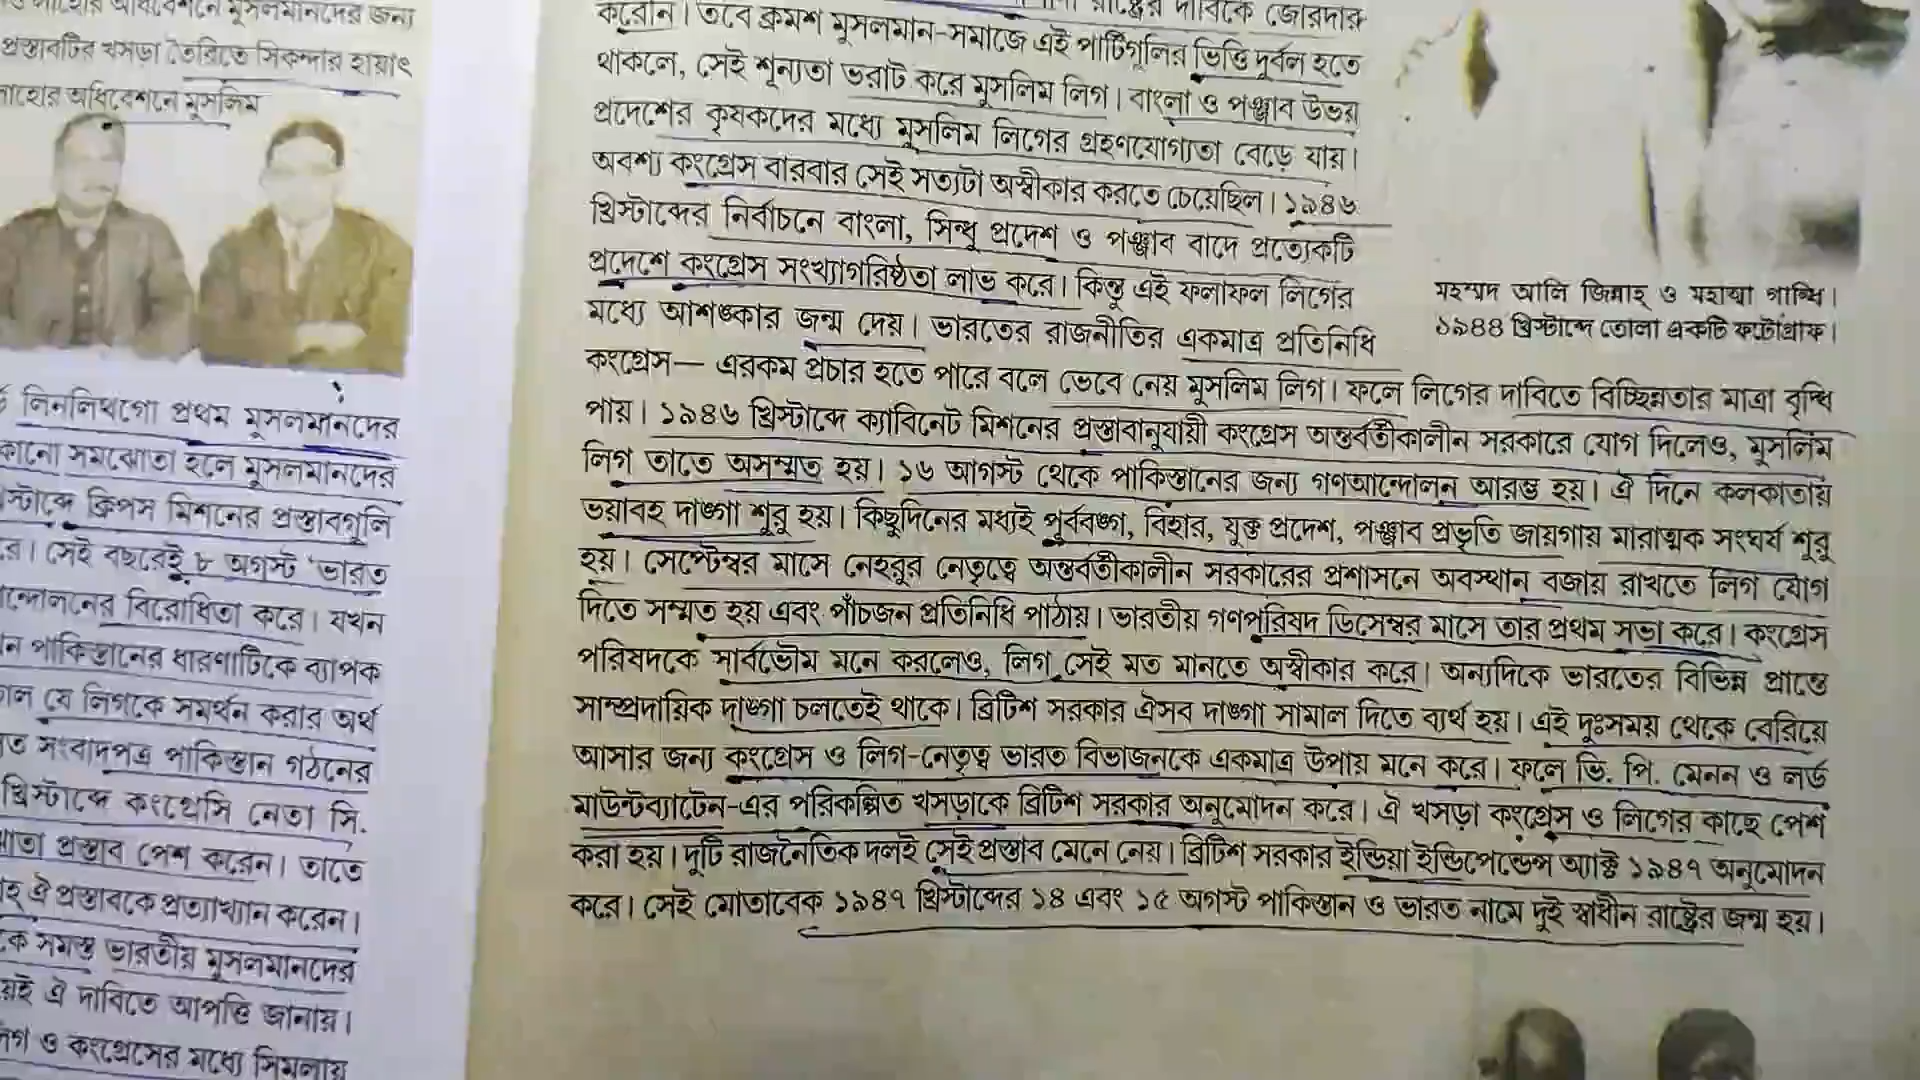 মুসলমানদের জন্য
প্রস্তাবটির খসড়া তৈরিতে সিকন্দার হায়াৎ
লাহোর অধিবেশনে মুসলিম
লিনলিথগো প্রথম মুসলমানদের
কোনো সমঝোতা হলে মুসলমানদের
ক্রিপস মিশনের প্রস্তাবগুলি
সেই বছরেই ৮ অগস্ট 'ভারত
বিরোধিতা করে। যখন
পাকিস্তানের ধারণাটিকে ব্যাপক
যে লিগকে সমর্থন করার অর্থ
সংবাদপত্র পাকিস্তান গঠনের
খ্রিস্টাব্দে কংগ্রেসি নেতা সি.
প্রস্তাব পেশ করেন। তাতে
ঐ প্রস্তাবকে প্রত্যাখ্যান করেন।
সমস্ত ভারতীয় মুসলমানদের
ঐ দাবিতে আপত্তি জানায়।
ও কংগ্রেসের মধ্যে সিমলায়
রাষ্ট্রের দাবিকে জোরদার
করেনি। তবে ক্রমশ মুসলমান-সমাজে এই পার্টিগুলির ভিত্তি দুর্বল হতে
থাকলে, সেই শূন্যতা ভরাট করে মুসলিম লিগ। বাংলা ও পঞ্জাব উভয়
প্রদেশের কৃষকদের মধ্যে মুসলিম লিগের গ্রহণযোগ্যতা বেড়ে যায়।
অবশ্য কংগ্রেস বারবার সেই সত্যটা অস্বীকার করতে চেয়েছিল। ১৯৪৬
খ্রিস্টাব্দের নির্বাচনে বাংলা, সিন্ধু প্রদেশ ও পঞ্জাব বাদে প্রত্যেকটি
প্রদেশে কংগ্রেস সংখ্যাগরিষ্ঠতা লাভ করে। কিন্তু এই ফলাফল লিগের
মধ্যে আশঙ্কার জন্ম দেয়। ভারতের রাজনীতির একমাত্র প্রতিনিধি
কংগ্রেস— এরকম প্রচার হতে পারে বলে ভেবে নেয় মুসলিম লিগ। ফলে লিগের দাবিতে বিচ্ছিন্নতার মাত্রা বৃদ্ধি
পায়। ১৯৪৬ খ্রিস্টাব্দে ক্যাবিনেট মিশনের প্রস্তাবানুযায়ী কংগ্রেস অন্তর্বর্তীকালীন সরকারে যোগ দিলেও, মুসলিম
লিগ তাতে অসম্মত হয়। ১৬ আগস্ট থেকে পাকিস্তানের জন্য গণআন্দোলন আরম্ভ হয়। ঐ দিনে কলকাতায়
ভয়াবহ দাঙ্গা শুরু হয়। কিছুদিনের মধ্যেই পূর্ববঙ্গ, বিহার, যুক্ত প্রদেশ, পঞ্জাব প্রভৃতি জায়গায় মারাত্মক সংঘর্ষ শুরু
হয়। সেপ্টেম্বর মাসে নেহরুর নেতৃত্বে অন্তর্বর্তীকালীন সরকারের প্রশাসনে অবস্থান বজায় রাখতে লিগ যোগ
দিতে সম্মত হয় এবং পাঁচজন প্রতিনিধি পাঠায়। ভারতীয় গণপরিষদ ডিসেম্বর মাসে তার প্রথম সভা করে। কংগ্রেস
পরিষদকে সার্বভৌম মনে করলেও, লিগ সেই মত মানতে অস্বীকার করে। অন্যদিকে ভারতের বিভিন্ন প্রান্তে
সাম্প্রদায়িক দাঙ্গা চলতেই থাকে। ব্রিটিশ সরকার ঐসব দাঙ্গা সামাল দিতে ব্যর্থ হয়। এই দুঃসময় থেকে বেরিয়ে
আসার জন্য কংগ্রেস ও লিগ-নেতৃত্ব ভারত বিভাজনকে একমাত্র উপায় মনে করে। ফলে ভি. পি. মেনন ও লর্ড
মাউন্টব্যাটেন-এর পরিকল্পিত খসড়াকে ব্রিটিশ সরকার অনুমোদন করে। ঐ খসড়া কংগ্রেস ও লিগের কাছে পেশ
করা হয়। দুটি রাজনৈতিক দলই সেই প্রস্তাব মেনে নেয়। ব্রিটিশ সরকার ইন্ডিয়া ইন্ডিপেন্ডেন্স অ্যাক্ট ১৯৪৭ অনুমোদন
করে। সেই মোতাবেক ১৯৪৭ খ্রিস্টাব্দের ১৪ এবং ১৫ অগস্ট পাকিস্তান ও ভারত নামে দুই স্বাধীন রাষ্ট্রের জন্ম হয়।
মহম্মদ আলি জিন্নাহ্ ও মহাত্মা গান্ধি।
১৯৪৪ খ্রিস্টাব্দে তোলা একটি ফটোগ্রাফ।